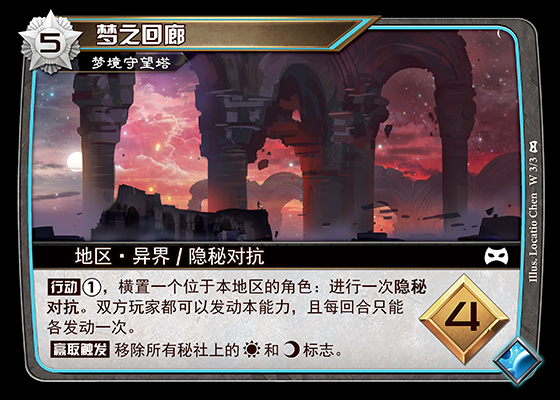 5
梦之回廊
梦境守望塔
Illus. Locatio Chen W 3/3
地区·异界 / 隐秘对抗
行动 ①，横置一个位于本地区的角色：进行一次隐秘
对抗。双方玩家都可以发动本能力，且每回合只能
各发动一次。
赢取触发 移除所有秘社上的 和 标志。
4